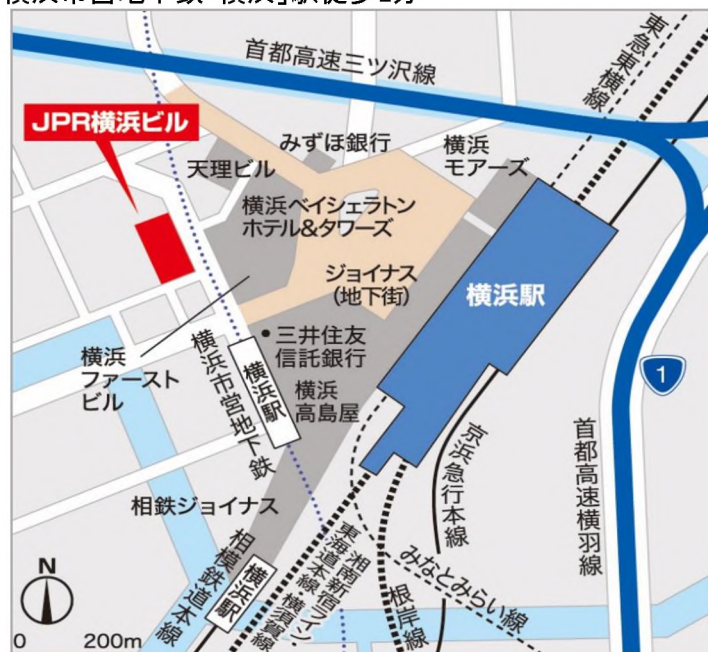 横浜市営地下鉄「横浜」駅徒歩
首都高速三ツ沢線
東急東横線
JPR横浜ビル
みずほ銀行
天理ビル
横浜
モアーズ
横浜ベイシェラトン
ホテル&タワーズ
ジョイナス
(地下街)
横浜駅
三井住友
信託銀行
横浜
ファースト
ビル
横浜市営地下鉄
横浜駅
横浜
高島屋
1
京浜急行本線
首都高速横羽線
相鉄ジョイナス
相模鉄道本線
横浜駅
湘南新宿ライン
東海道本線・横須賀線
みなとみらい線
根岸線
N
0 200m